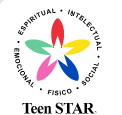 ESPIRITUAL • INTELECTUAL • SOCIAL • FISICO • EMOCIONAL •
Teen STAR